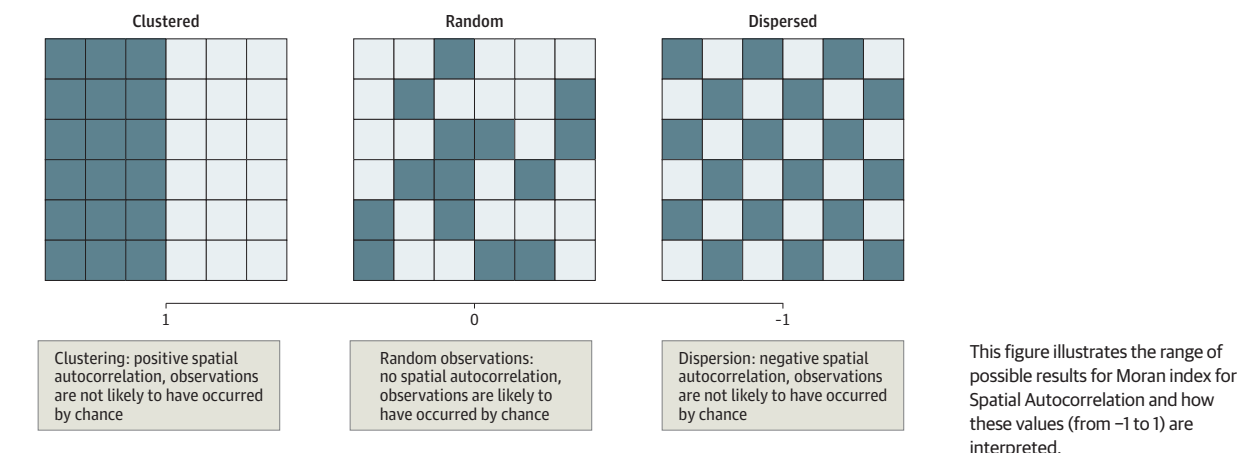 Clustered
Random
Dispersed
1
0
-1
Clustering: positive spatial
autocorrelation, observations
are not likely to have occurred
by chance
Random observations:
no spatial autocorrelation,
observations are likely to
have occurred by chance
Dispersion: negative spatial
autocorrelation, observations
are not likely to have occurred
by chance
This figure illustrates the range of
possible results for Moran index for
Spatial Autocorrelation and how
these values (from −1 to 1) are
interpreted.